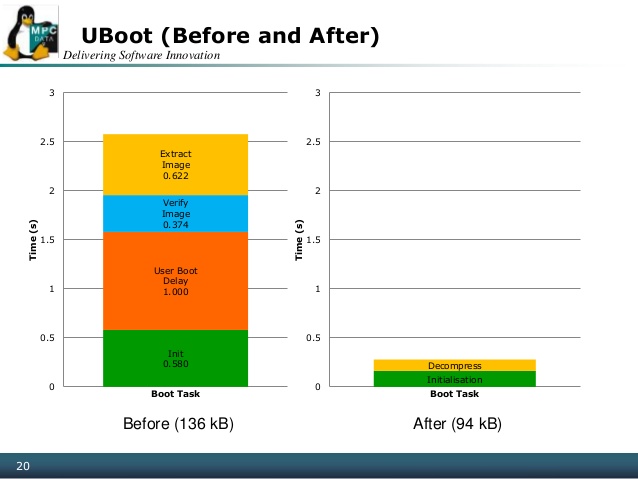 MPC
DATA
UBoot (Before and After)
Delivering Software Innovation
Time (s)
3
2.5
2
1.5
1
0.5
0
Extract
Image
0.622
Verify
Image
0.374
User Boot
Delay
1.000
Init
0.580
Boot Task
Before (136 kB)
Time (s)
3
2.5
2
1.5
1
0.5
0
Decompress
Initialisation
Boot Task
After (94 kB)
20